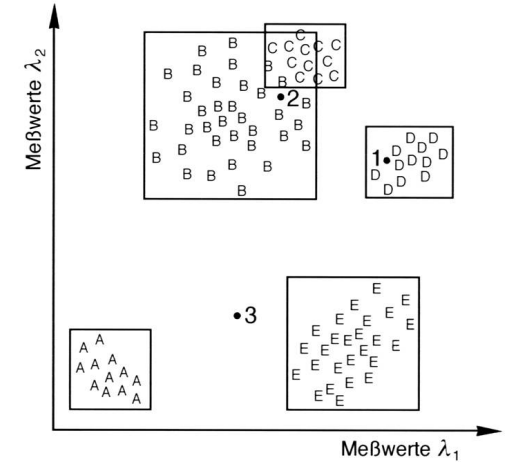 Meßwerte λ2
B B B B B B B B B B B B B B B B B B B B B B B B B B B B B B B B B
C C C C C C C C C C C C C
2
1
D D D D D D D D D D D D
3
A A A A A A A A A A A
E E E E E E E E E E E E E E E E E E E E E E E E
Meßwerte λ1